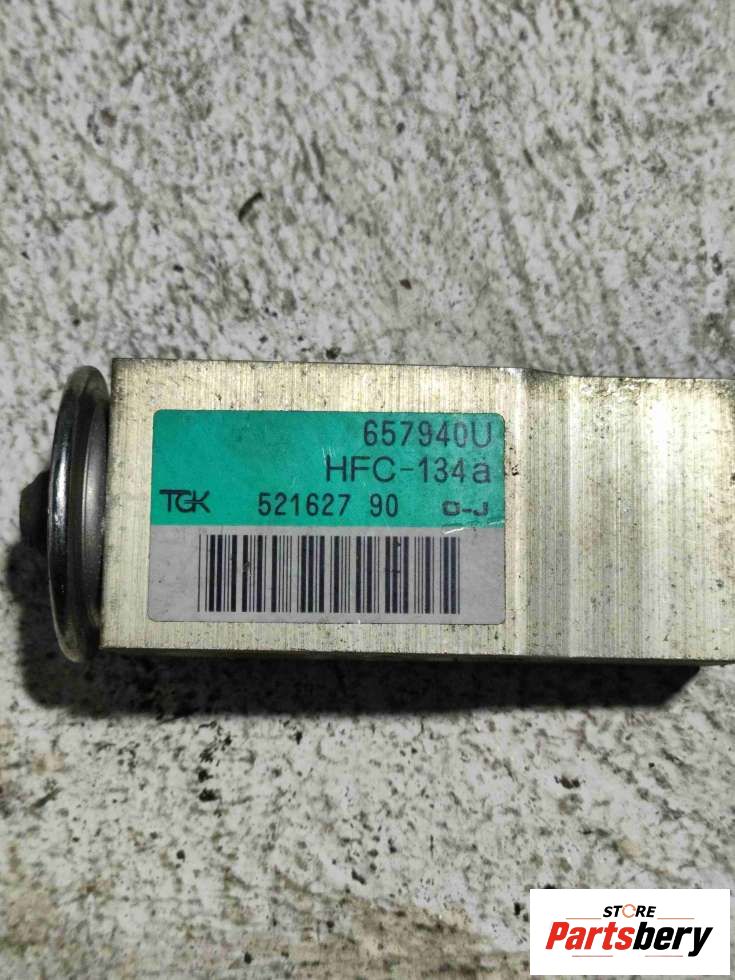 657940U
HFC-134a
TGK 521627 90 O-J
STORE
Partsbery